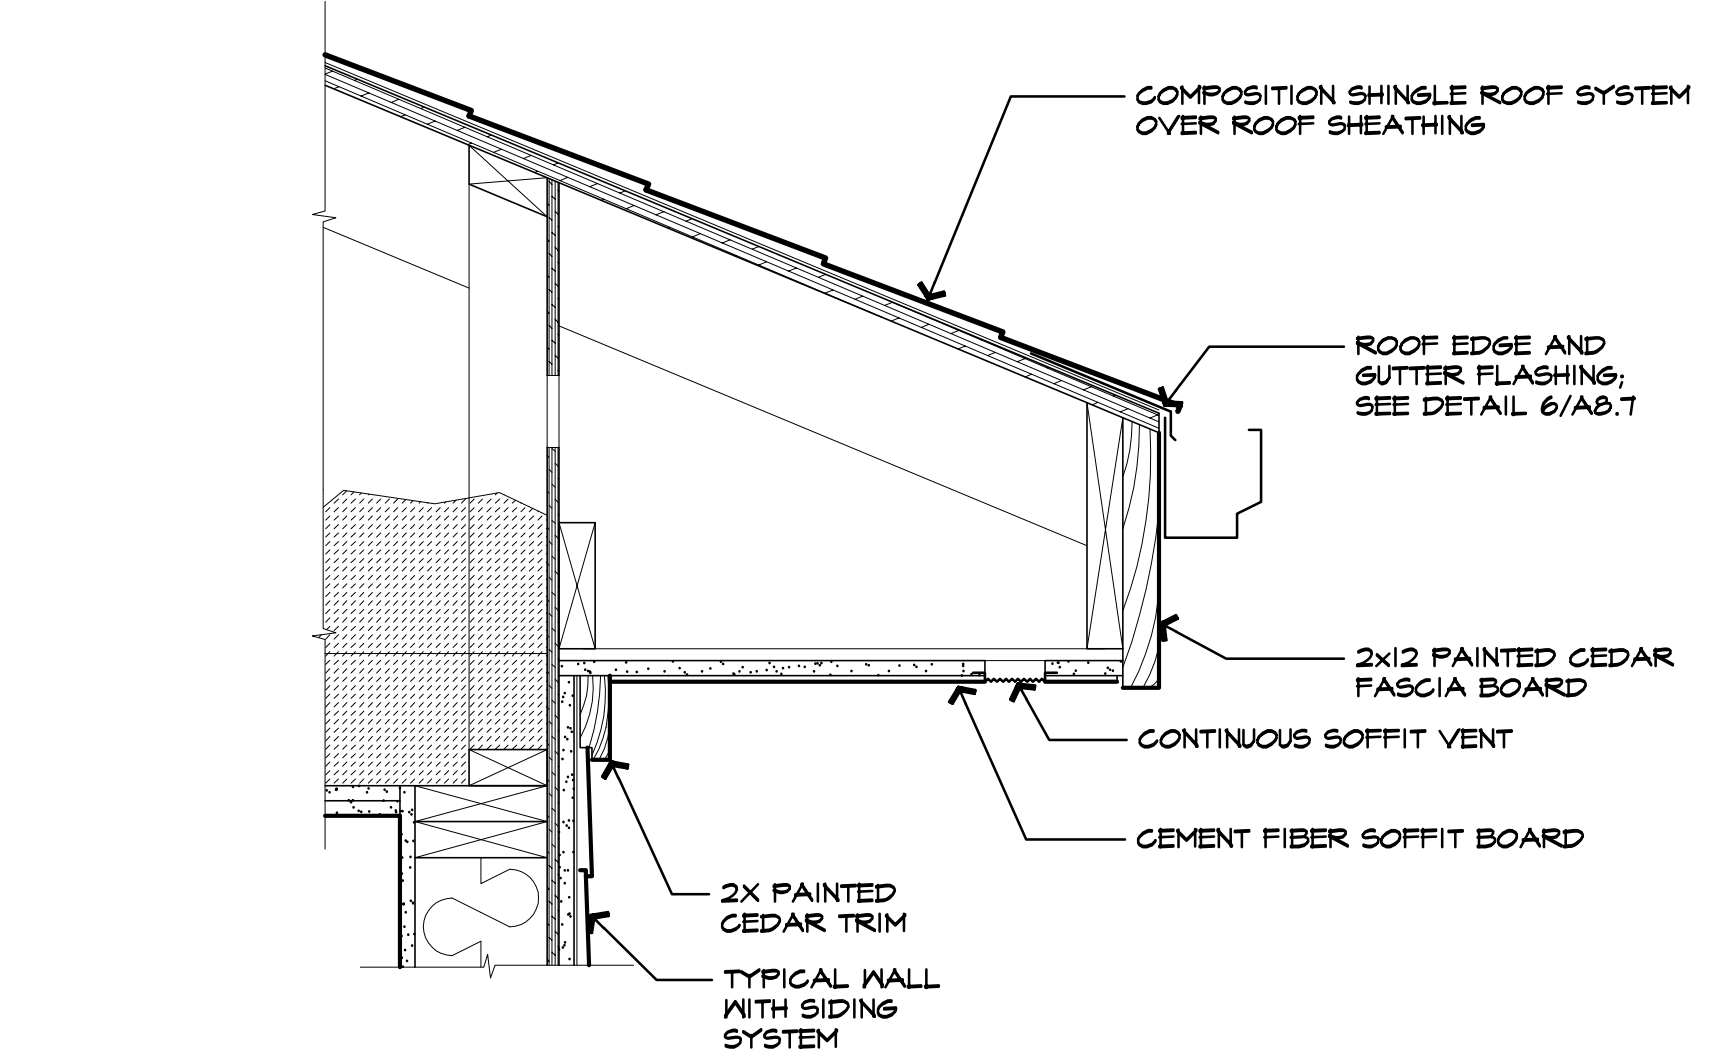 COMPOSITION SHINGLE ROOF SYSTEM
OVER ROOF SHEATHING
ROOF EDGE AND
GUTTER FLASHING;
SEE DETAIL 6/A8.7
2x12 PAINTED CEDAR
FASCIA BOARD
CONTINUOUS SOFFIT VENT
CEMENT FIBER SOFFIT BOARD
2X PAINTED
CEDAR TRIM
TYPICAL WALL
WITH SIDING
SYSTEM